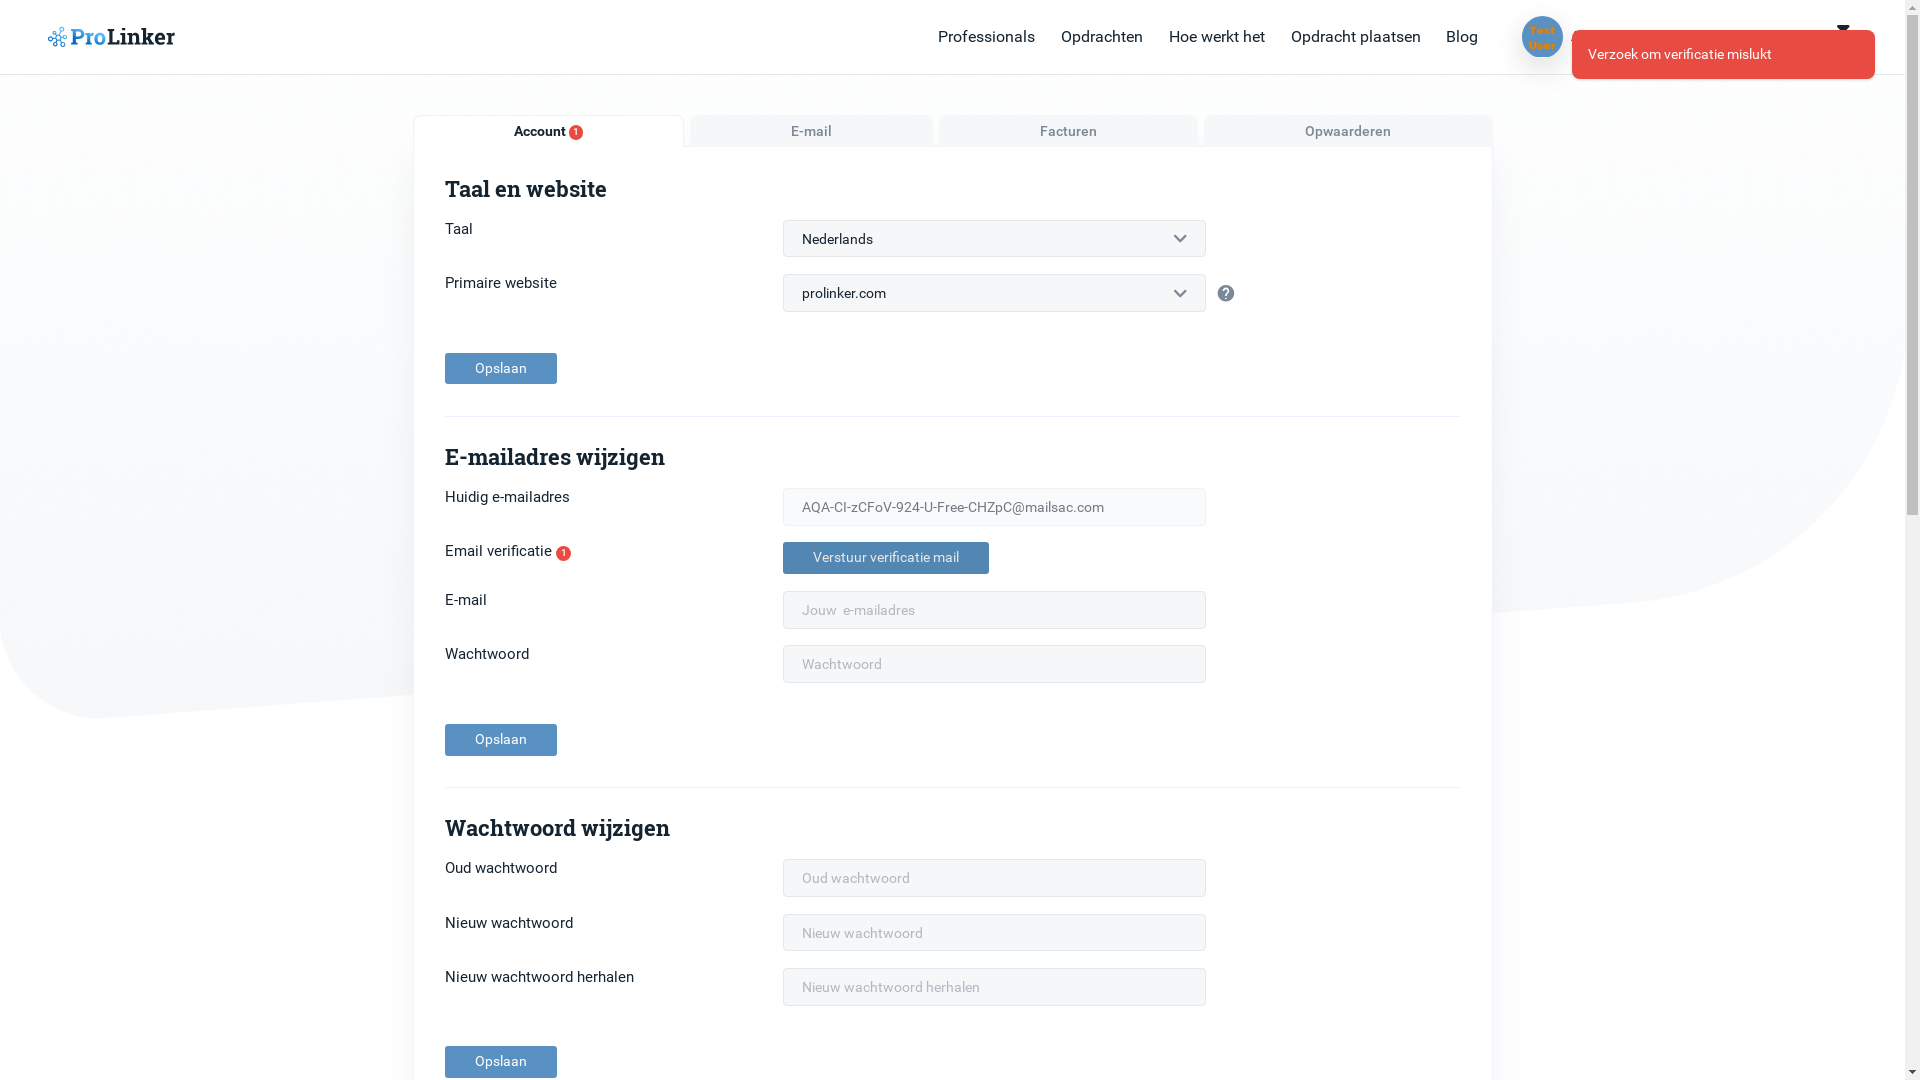 ProLinker
Professionals
Opdrachten
Hoe werkt het
Opdracht plaatsen
Blog
Test
User
Verzoek om verificatie mislukt
Account 1
E-mail
Facturen
Opwaarderen
Taal en website
Taal
Nederlands
Primaire website
prolinker.com
?
Opslaan
E-mailadres wijzigen
Huidig e-mailadres
AQA-CI-zCFoV-924-U-Free-CHZpC@mailsac.com
Email verificatie 1
Verstuur verificatie mail
E-mail
Jouw  e-mailadres
Wachtwoord
Wachtwoord
Opslaan
Wachtwoord wijzigen
Oud wachtwoord
Oud wachtwoord
Nieuw wachtwoord
Nieuw wachtwoord
Nieuw wachtwoord herhalen
Nieuw wachtwoord herhalen
Opslaan